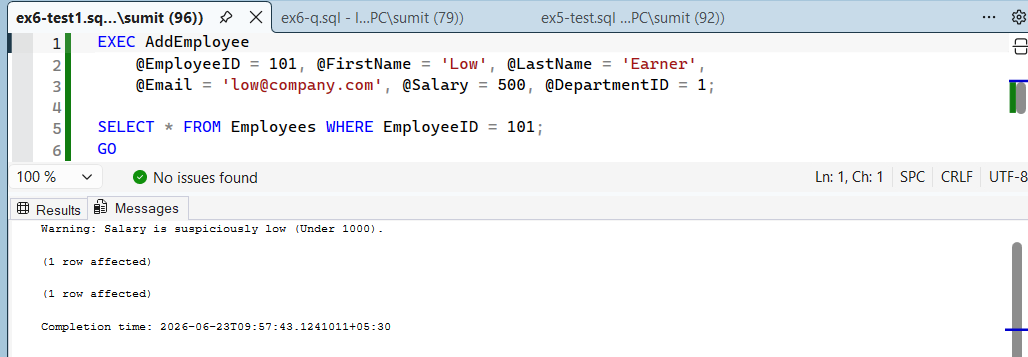 ex6-test1.sq...\sumit (96)) ex6-q.sql - l...PC\sumit (79)) ex5-test.sql ...PC\sumit (92))
1 EXEC AddEmployee
2 @EmployeeID = 101, @FirstName = 'Low', @LastName = 'Earner',
3 @Email = 'low@company.com', @Salary = 500, @DepartmentID = 1;
4
5 SELECT * FROM Employees WHERE EmployeeID = 101;
6 GO
100 % No issues found Ln: 1, Ch: 1 SPC CRLF UTF-8
Results Messages
Warning: Salary is suspiciously low (Under 1000).
(1 row affected)
(1 row affected)
Completion time: 2026-06-23T09:57:43.1241011+05:30